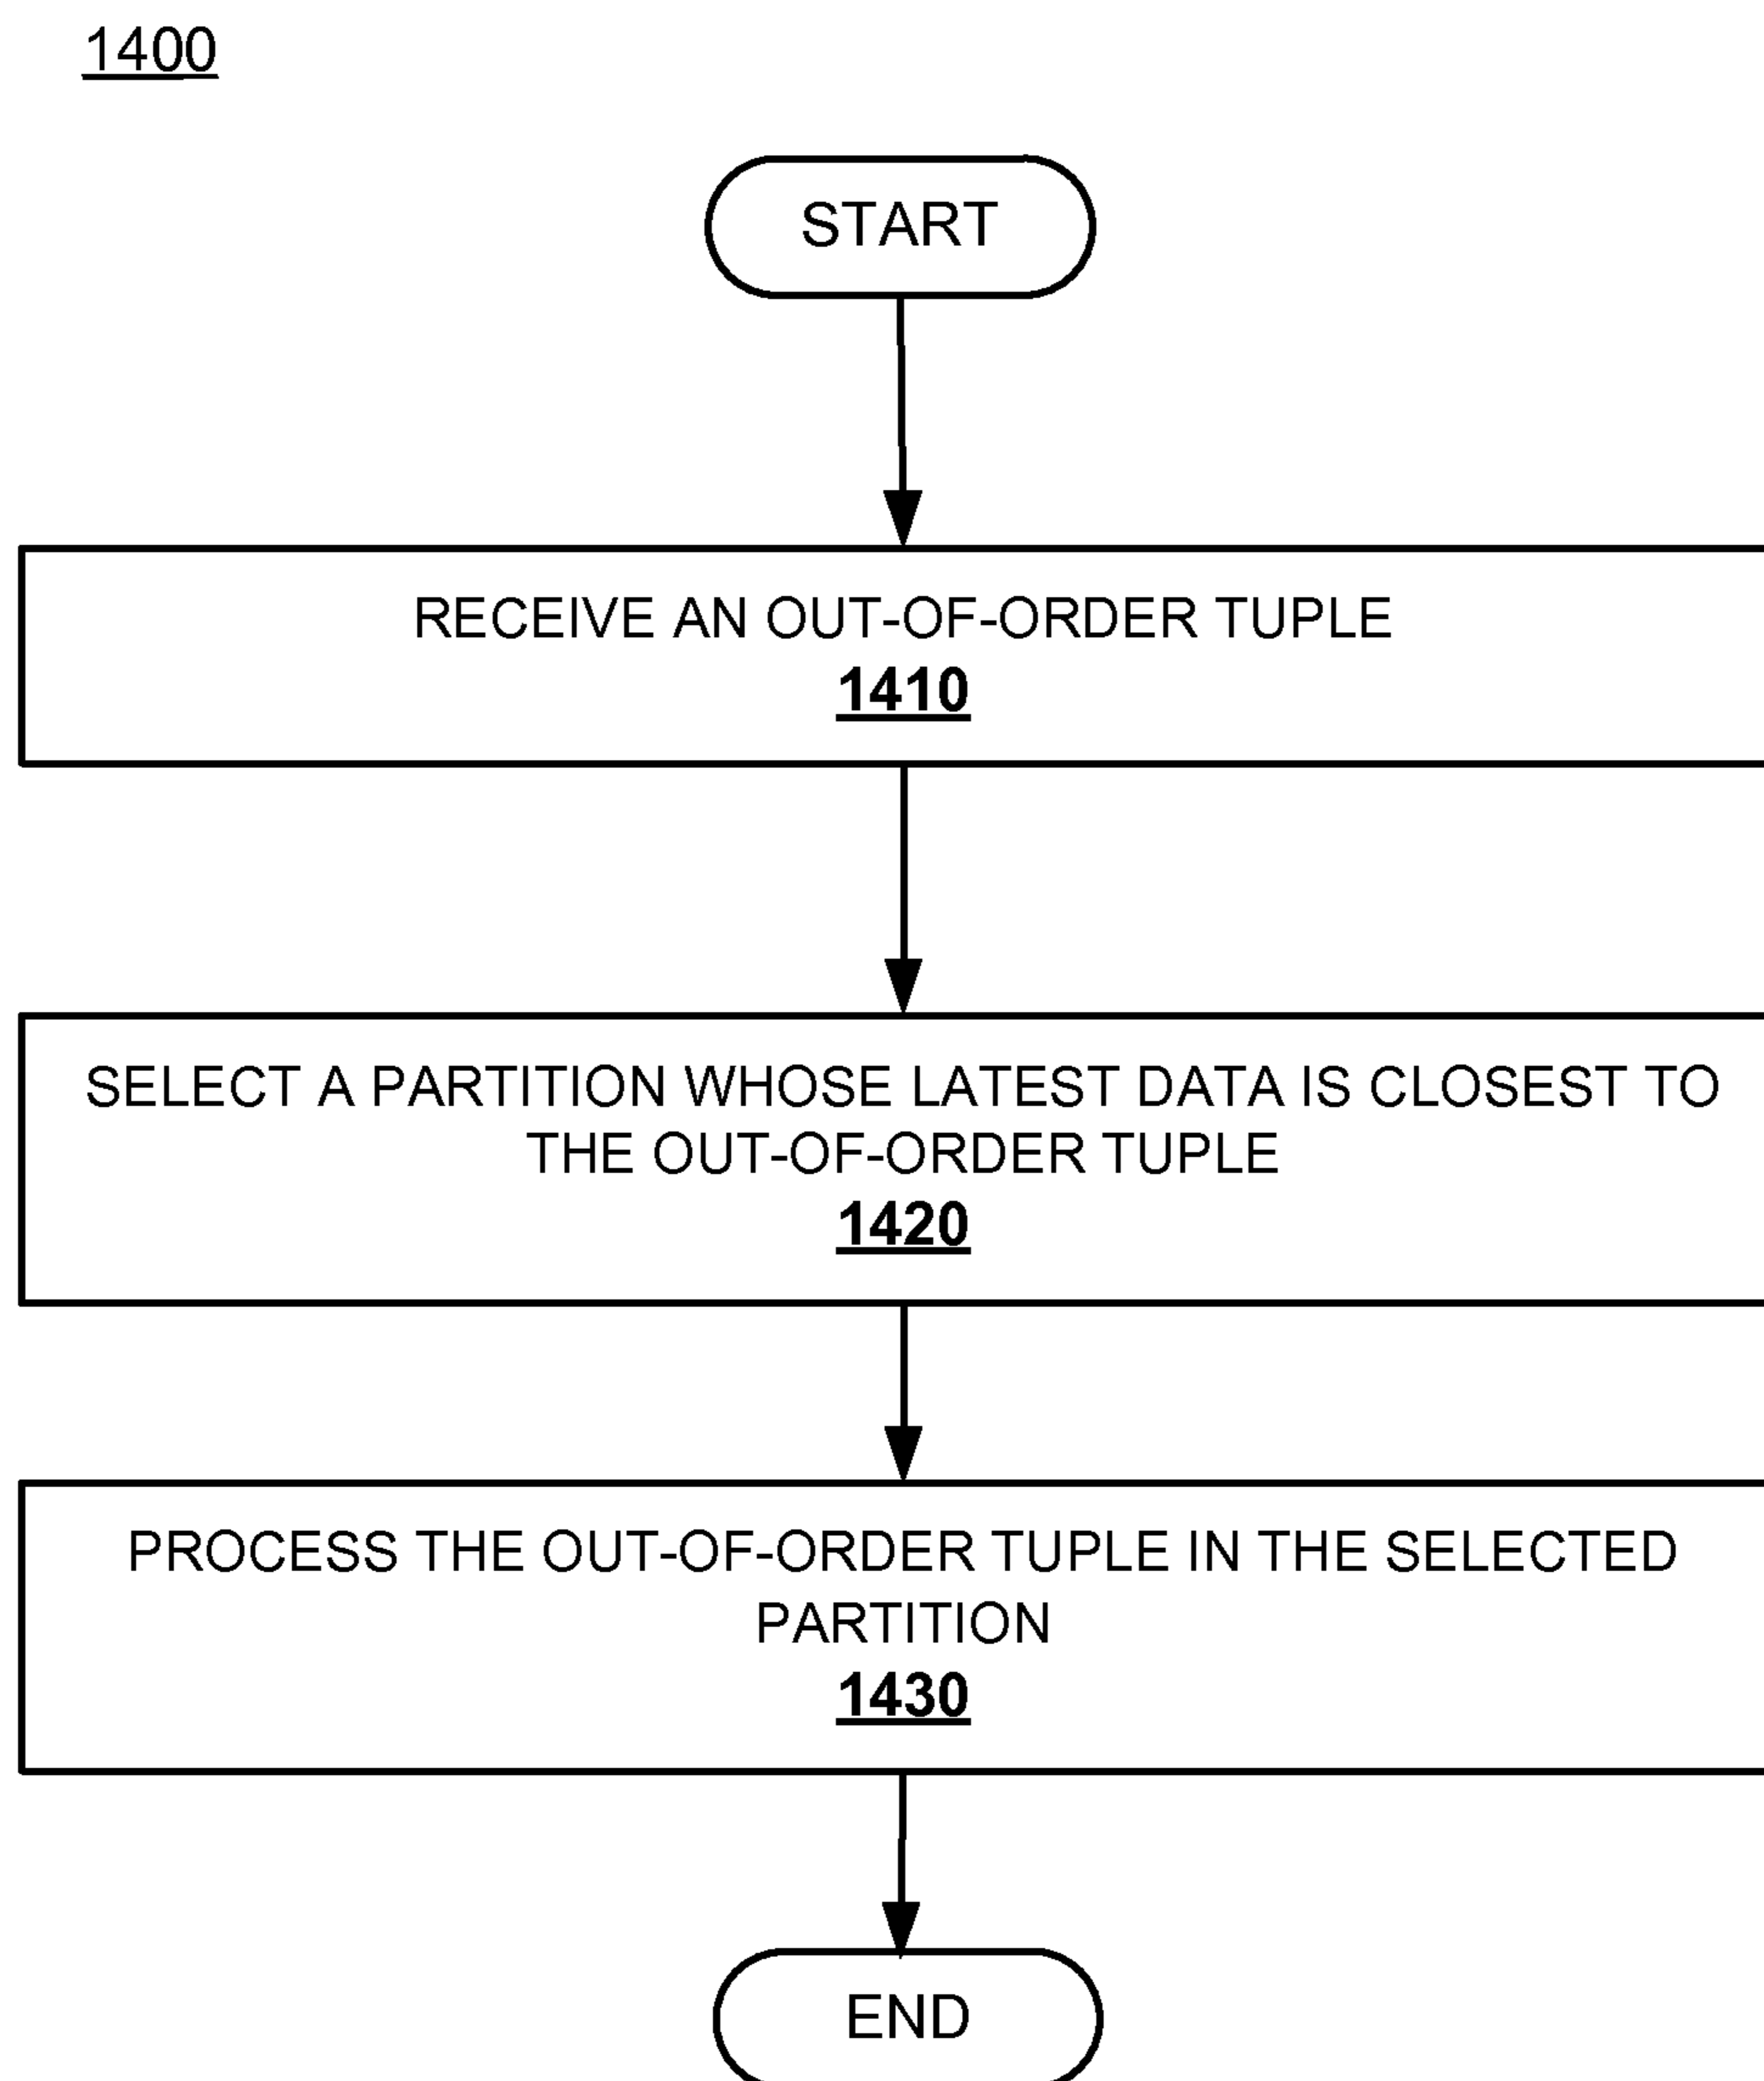 1400
START
RECEIVE AN OUT-OF-ORDER TUPLE
1410
SELECT A PARTITION WHOSE LATEST DATA IS CLOSEST TO
THE OUT-OF-ORDER TUPLE
1420
PROCESS THE OUT-OF-ORDER TUPLE IN THE SELECTED
PARTITION
1430
END